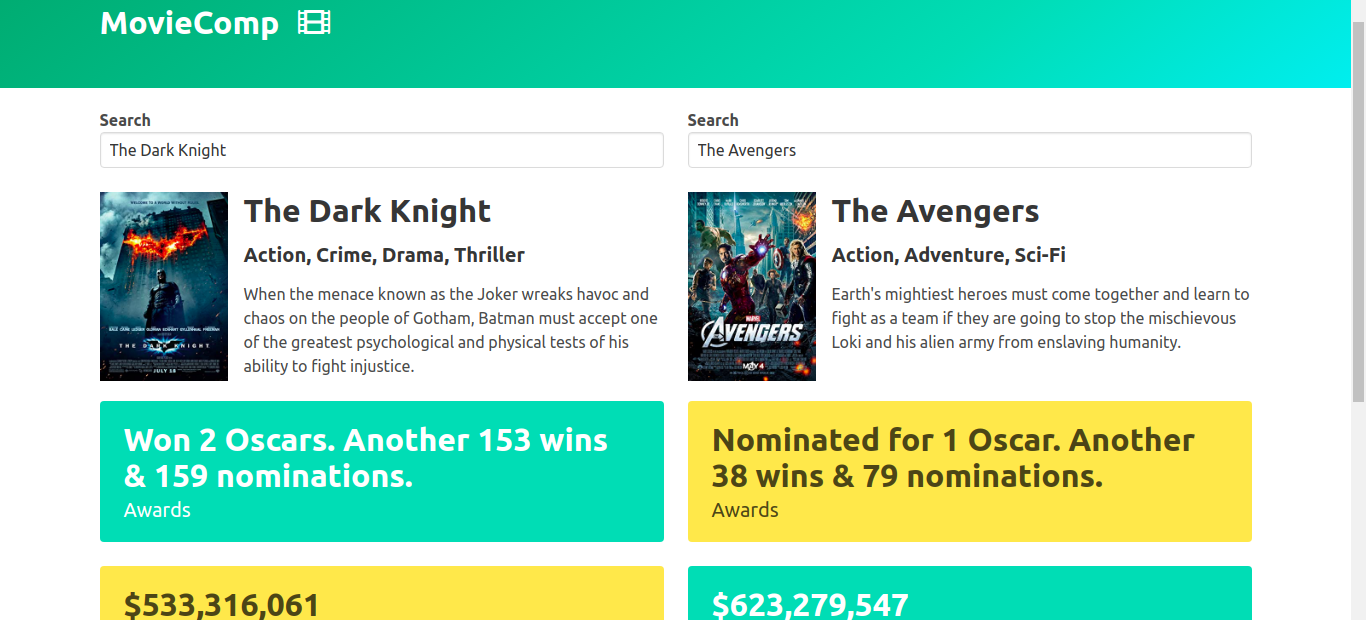 MovieComp
Search
The Dark Knight
The Dark Knight
Action, Crime, Drama, Thriller
When the menace known as the Joker wreaks havoc and
chaos on the people of Gotham, Batman must accept one
of the greatest psychological and physical tests of his
ability to fight injustice.
THE DARK KNIGHT
JULY 18
Won 2 Oscars. Another 153 wins
& 159 nominations.
Awards
$533,316,061
Search
The Avengers
The Avengers
Action, Adventure, Sci-Fi
Earth's mightiest heroes must come together and learn to
fight as a team if they are going to stop the mischievous
Loki and his alien army from enslaving humanity.
MARVEL
AVENGERS
MAY 4
Nominated for 1 Oscar. Another
38 wins & 79 nominations.
Awards
$623,279,547